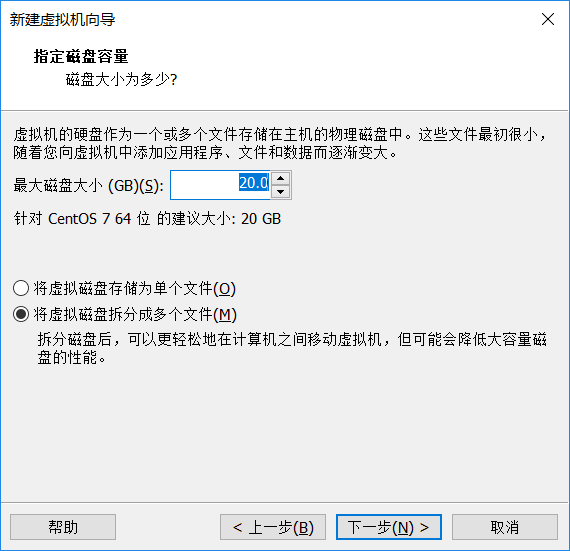 新建虚拟机向导
指定磁盘容量
磁盘大小为多少?
虚拟机的硬盘作为一个或多个文件存储在主机的物理磁盘中。这些文件最初很小，
随着您向虚拟机中添加应用程序、文件和数据而逐渐变大。
最大磁盘大小 (GB)(S): 20.0
针对 CentOS 7 64 位 的建议大小: 20 GB
将虚拟磁盘存储为单个文件(O)
将虚拟磁盘拆分成多个文件(M)
拆分磁盘后，可以更轻松地在计算机之间移动虚拟机，但可能会降低大容量磁
盘的性能。
帮助 < 上一步(B) 下一步(N) > 取消